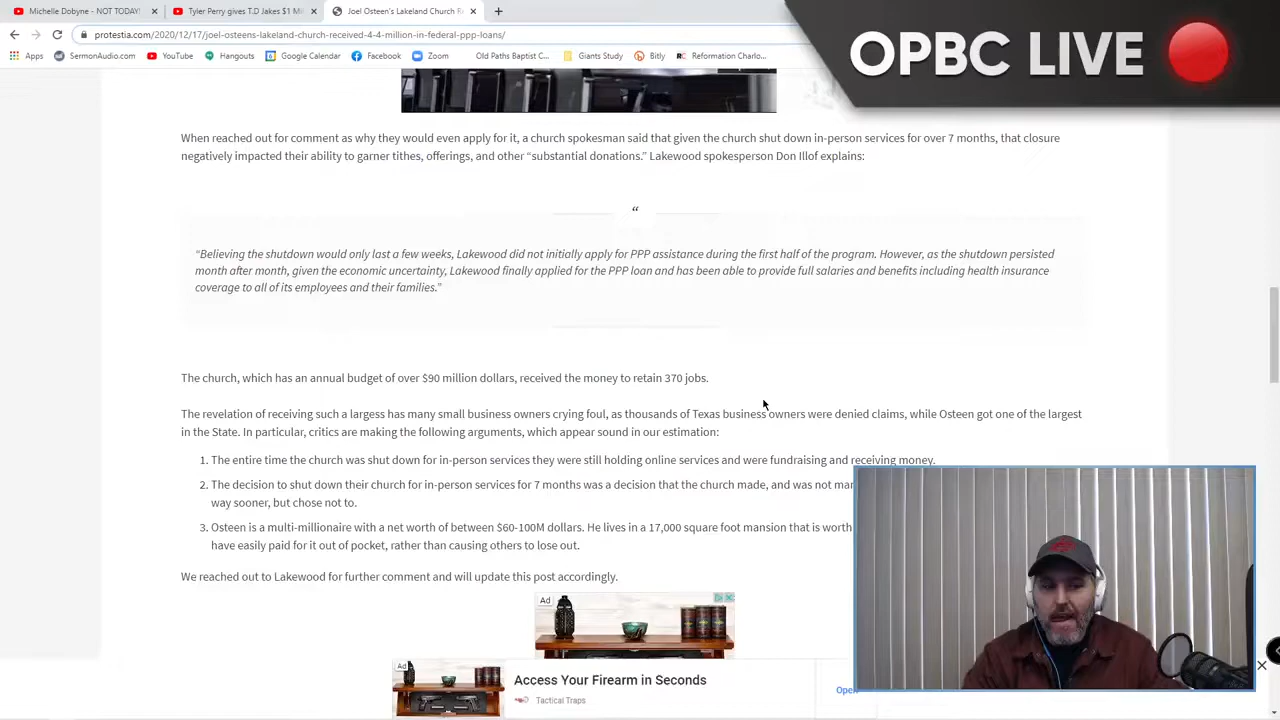 Michelle Dobyne - NOT TODAY!
Tyler Perry gives T.D Jakes $1 Mi
Joel Osteen's Lakeland Church R
protestia.com/2020/12/17/joel-osteens-lakeland-church-received-4-4-million-in-federal-ppp-loans/
Apps
SermonAudio.com
YouTube
Hangouts
Google Calendar
Facebook
Zoom
Old Paths Baptist C...
Giants Study
Bitly
Reformation Charlo...
OPBC LIVE
When reached out for comment as why they would even apply for it, a church spokesman said that given the church shut down in-person services for over 7 months, that closure
negatively impacted their ability to garner tithes, offerings, and other “substantial donations.” Lakewood spokesperson Don Illof explains:
“
“Believing the shutdown would only last a few weeks, Lakewood did not initially apply for PPP assistance during the first half of the program. However, as the shutdown persisted
month after month, given the economic uncertainty, Lakewood finally applied for the PPP loan and has been able to provide full salaries and benefits including health insurance
coverage to all of its employees and their families.”
The church, which has an annual budget of over $90 million dollars, received the money to retain 370 jobs.
The revelation of receiving such a largess has many small business owners crying foul, as thousands of Texas business owners were denied claims, while Osteen got one of the largest
in the State. In particular, critics are making the following arguments, which appear sound in our estimation:
1. The entire time the church was shut down for in-person services they were still holding online services and were fundraising and receiving money.
2. The decision to shut down their church for in-person services for 7 months was a decision that the church made, and was not mar
way sooner, but chose not to.
3. Osteen is a multi-millionaire with a net worth of between $60-100M dollars. He lives in a 17,000 square foot mansion that is worth
have easily paid for it out of pocket, rather than causing others to lose out.
We reached out to Lakewood for further comment and will update this post accordingly.
Ad
Ad
Access Your Firearm in Seconds
Tactical Traps
Open